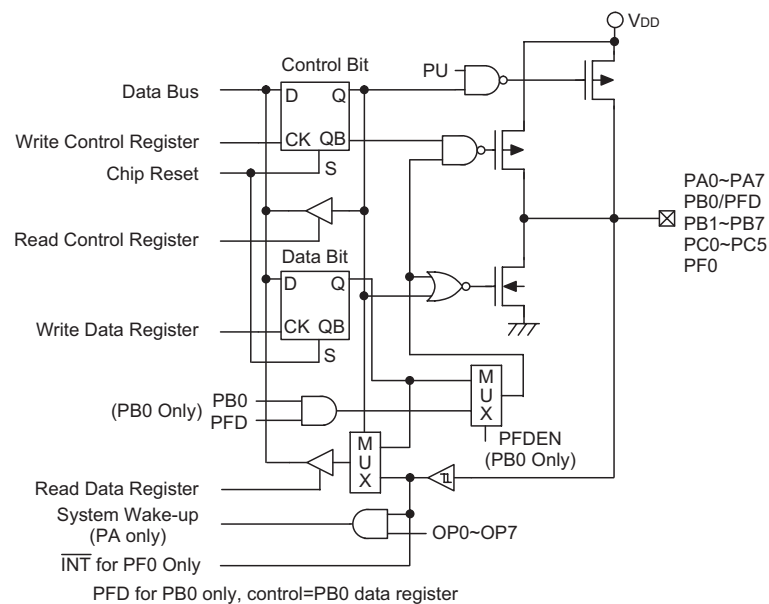 VDD
Control Bit
PU
Data Bus
D Q
Write Control Register
CK QB
Chip Reset
S
PA0~PA7
PB0/PFD
PB1~PB7
PC0~PC5
PF0
Read Control Register
Data Bit
D Q
Write Data Register
CK QB
S
MUX
(PB0 Only)
PB0
PFD
PFDEN
(PB0 Only)
MUX
Read Data Register
System Wake-up
(PA only)
OP0~OP7
INT for PF0 Only
PFD for PB0 only, control=PB0 data register